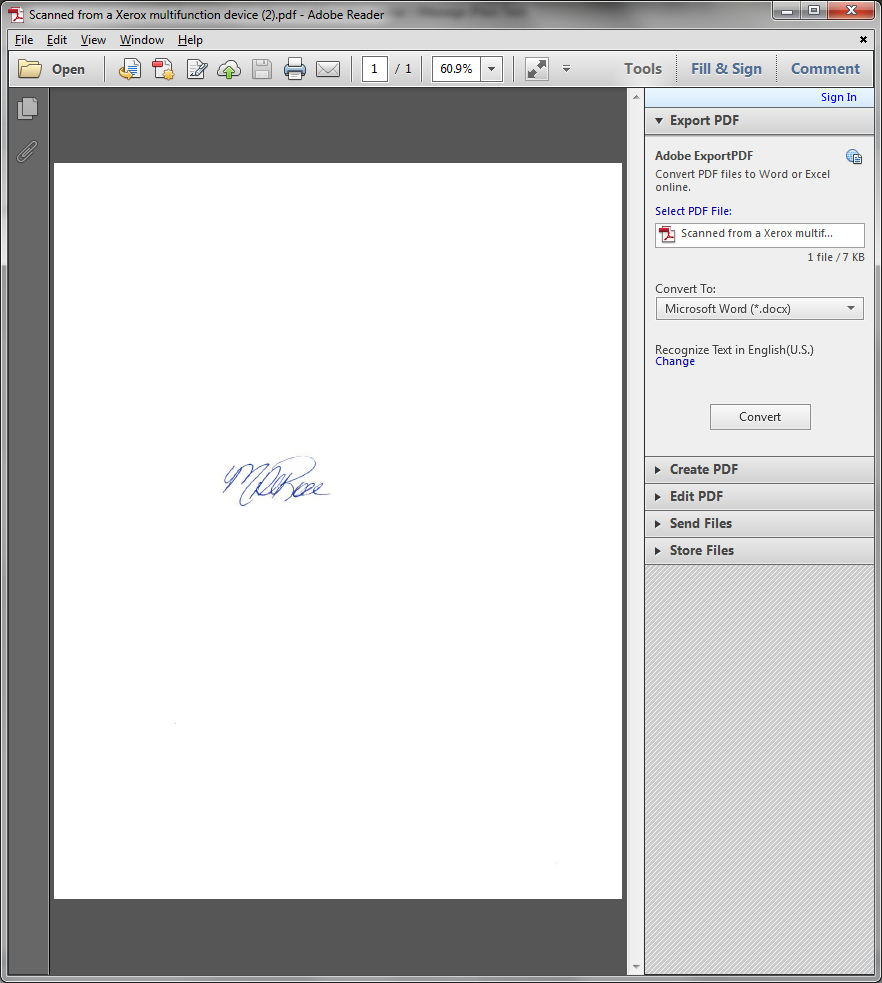 Scanned from a Xerox multifunction device (2).pdf - Adobe Reader
File Edit View Window Help
Open 1 / 1 60.9% Tools Fill & Sign Comment
Sign In
Export PDF
Adobe ExportPDF
Convert PDF files to Word or Excel
online.
Select PDF File:
Scanned from a Xerox multif...
1 file / 7 KB
Convert To:
Microsoft Word (*.docx)
Recognize Text in English(U.S.)
Change
Convert
Create PDF
Edit PDF
Send Files
Store Files